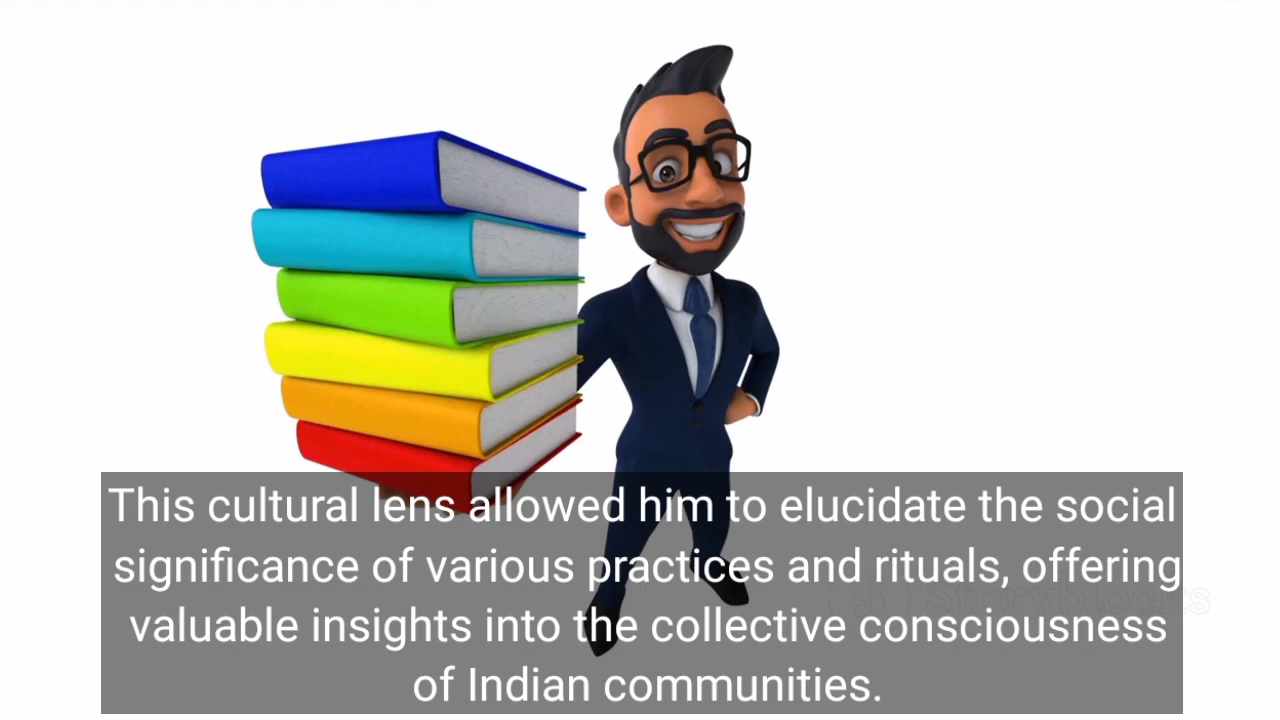 This cultural lens allowed him to elucidate the social
significance of various practices and rituals, offering
valuable insights into the collective consciousness
of Indian communities.
Storyblocks